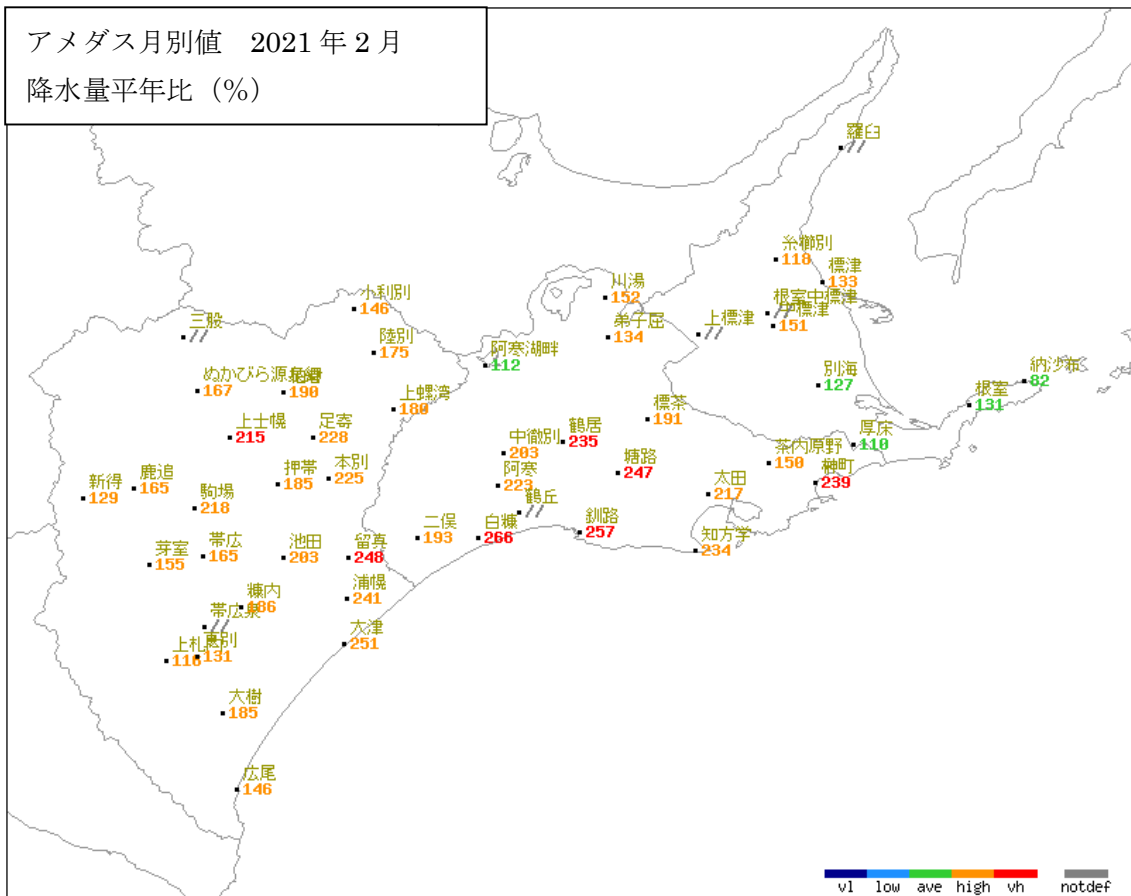 アメダス月別値 2021年2月
降水量平年比（%）
羅臼
//
糸櫛別
118
標津
133
川湯
152
根室中標津
//
中標津
151
小利別
146
三股
//
上標津
//
弟子屈
134
陸別
175
阿寒湖畔
112
納沙布
82
別海
127
ぬかびら源泉郷
167
190
根室
131
上螺湾
180
標茶
191
上士幌
215
足寄
228
鶴居
235
厚床
110
中徹別
203
茶内原野
150
塘路
247
榊町
239
本別
225
押帯
185
鹿追
165
新得
129
阿寒
223
太田
217
駒場
218
鶴丘
//
釧路
257
白糠
266
二俣
193
知方学
234
帯広
165
芽室
155
池田
203
留真
248
浦幌
241
糠内
186
帯広泉
//
大津
251
上札内
更別
131
大樹
185
広尾
146
vl low ave high vh notdef